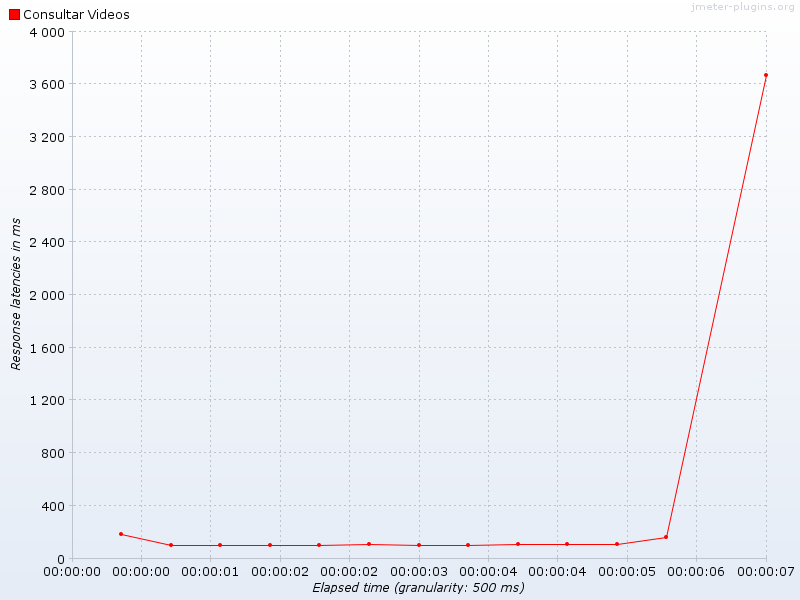 jmeter-plugins.org
Consultar Videos
4 000
3 600
3 200
2 800
2 400
2 000
1 600
1 200
800
400
0
Response latencies in ms
00:00:00 00:00:00 00:00:01 00:00:02 00:00:02 00:00:03 00:00:04 00:00:04 00:00:05 00:00:06 00:00:07
Elapsed time (granularity: 500 ms)